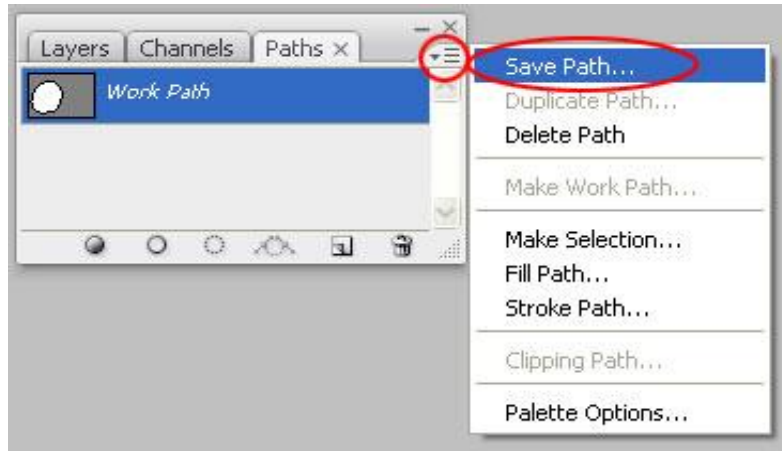 Layers Channels Paths
Work Path
Save Path...
Duplicate Path...
Delete Path
Make Work Path...
Make Selection...
Fill Path...
Stroke Path...
Clipping Path...
Palette Options...